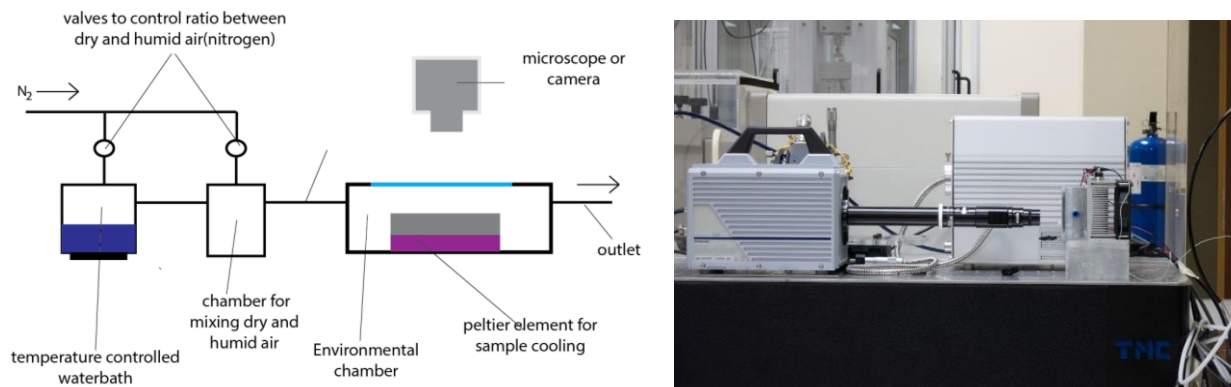 valves to control ratio between
dry and humid air(nitrogen)
N2
microscope or
camera
outlet
chamber for
mixing dry and
humid air
temperature controlled
waterbath
Environmental
chamber
peltier element for
sample cooling
TMC